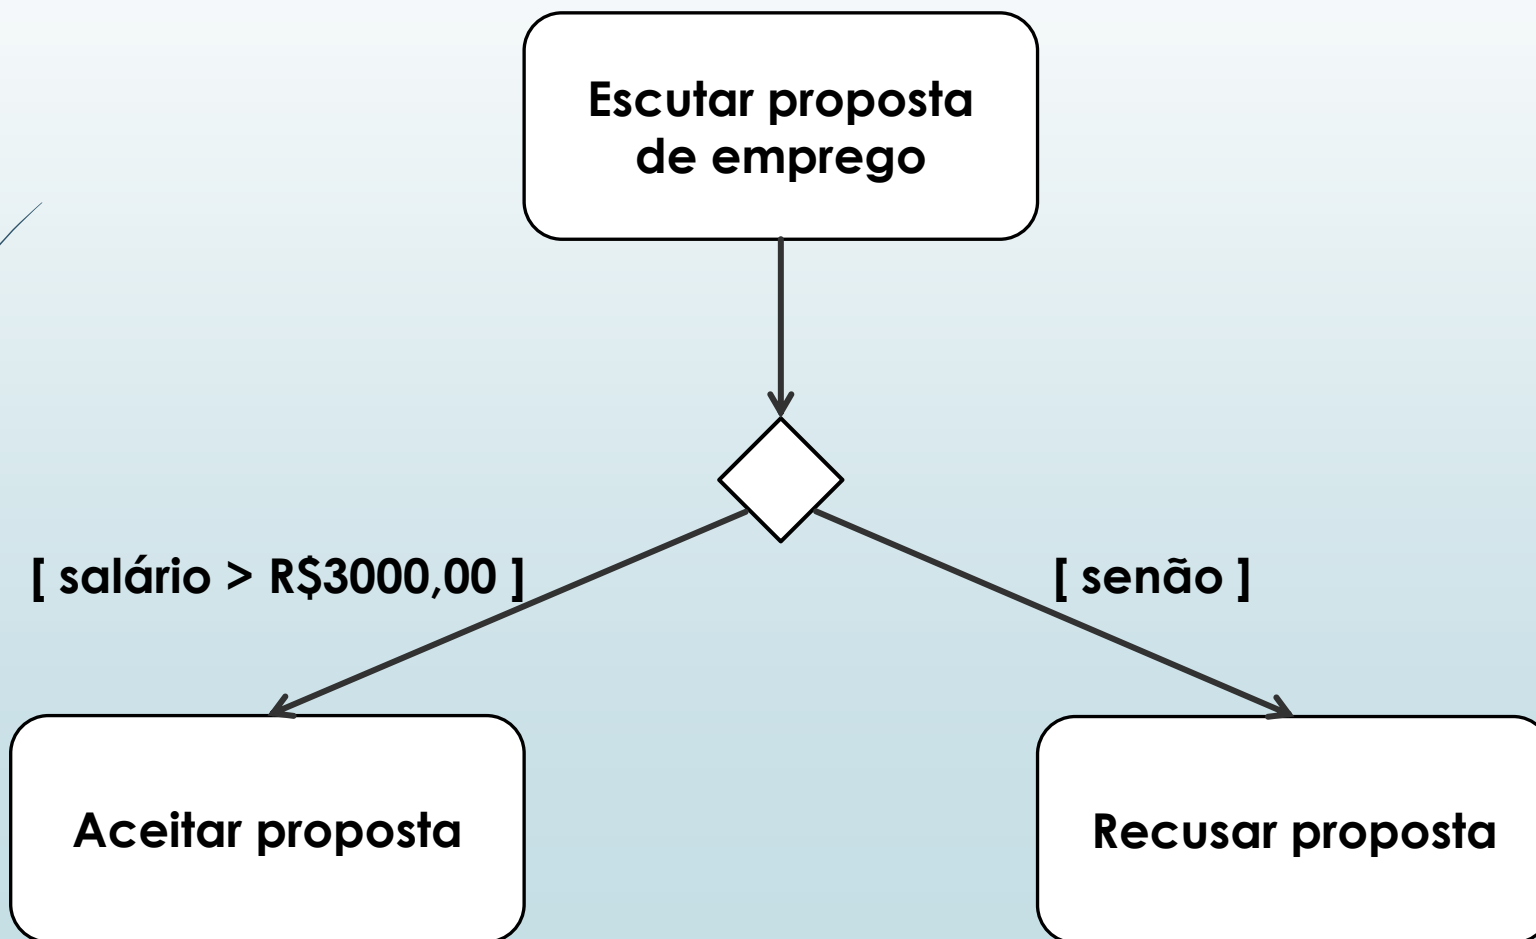 Escutar proposta
de emprego
[ salário > R$3000,00 ]
[ senão ]
Aceitar proposta
Recusar proposta